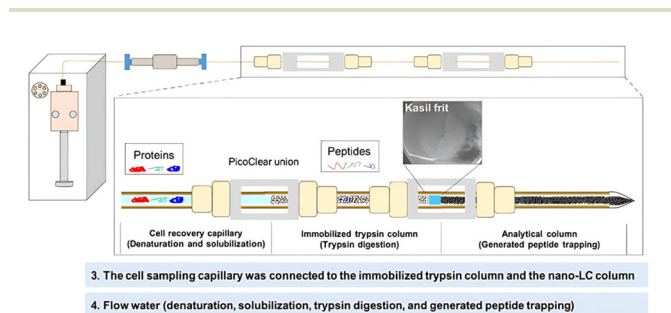 Kasil frit
Proteins
PicoClear union
Peptides
Cell recovery capillary
(Denaturation and solubilization)
Immobilized trypsin column
(Trypsin digestion)
Analytical column
(Generated peptide trapping)
3. The cell sampling capillary was connected to the immobilized trypsin column and the nano-LC column
4. Flow water (denaturation, solubilization, trypsin digestion, and generated peptide trapping)